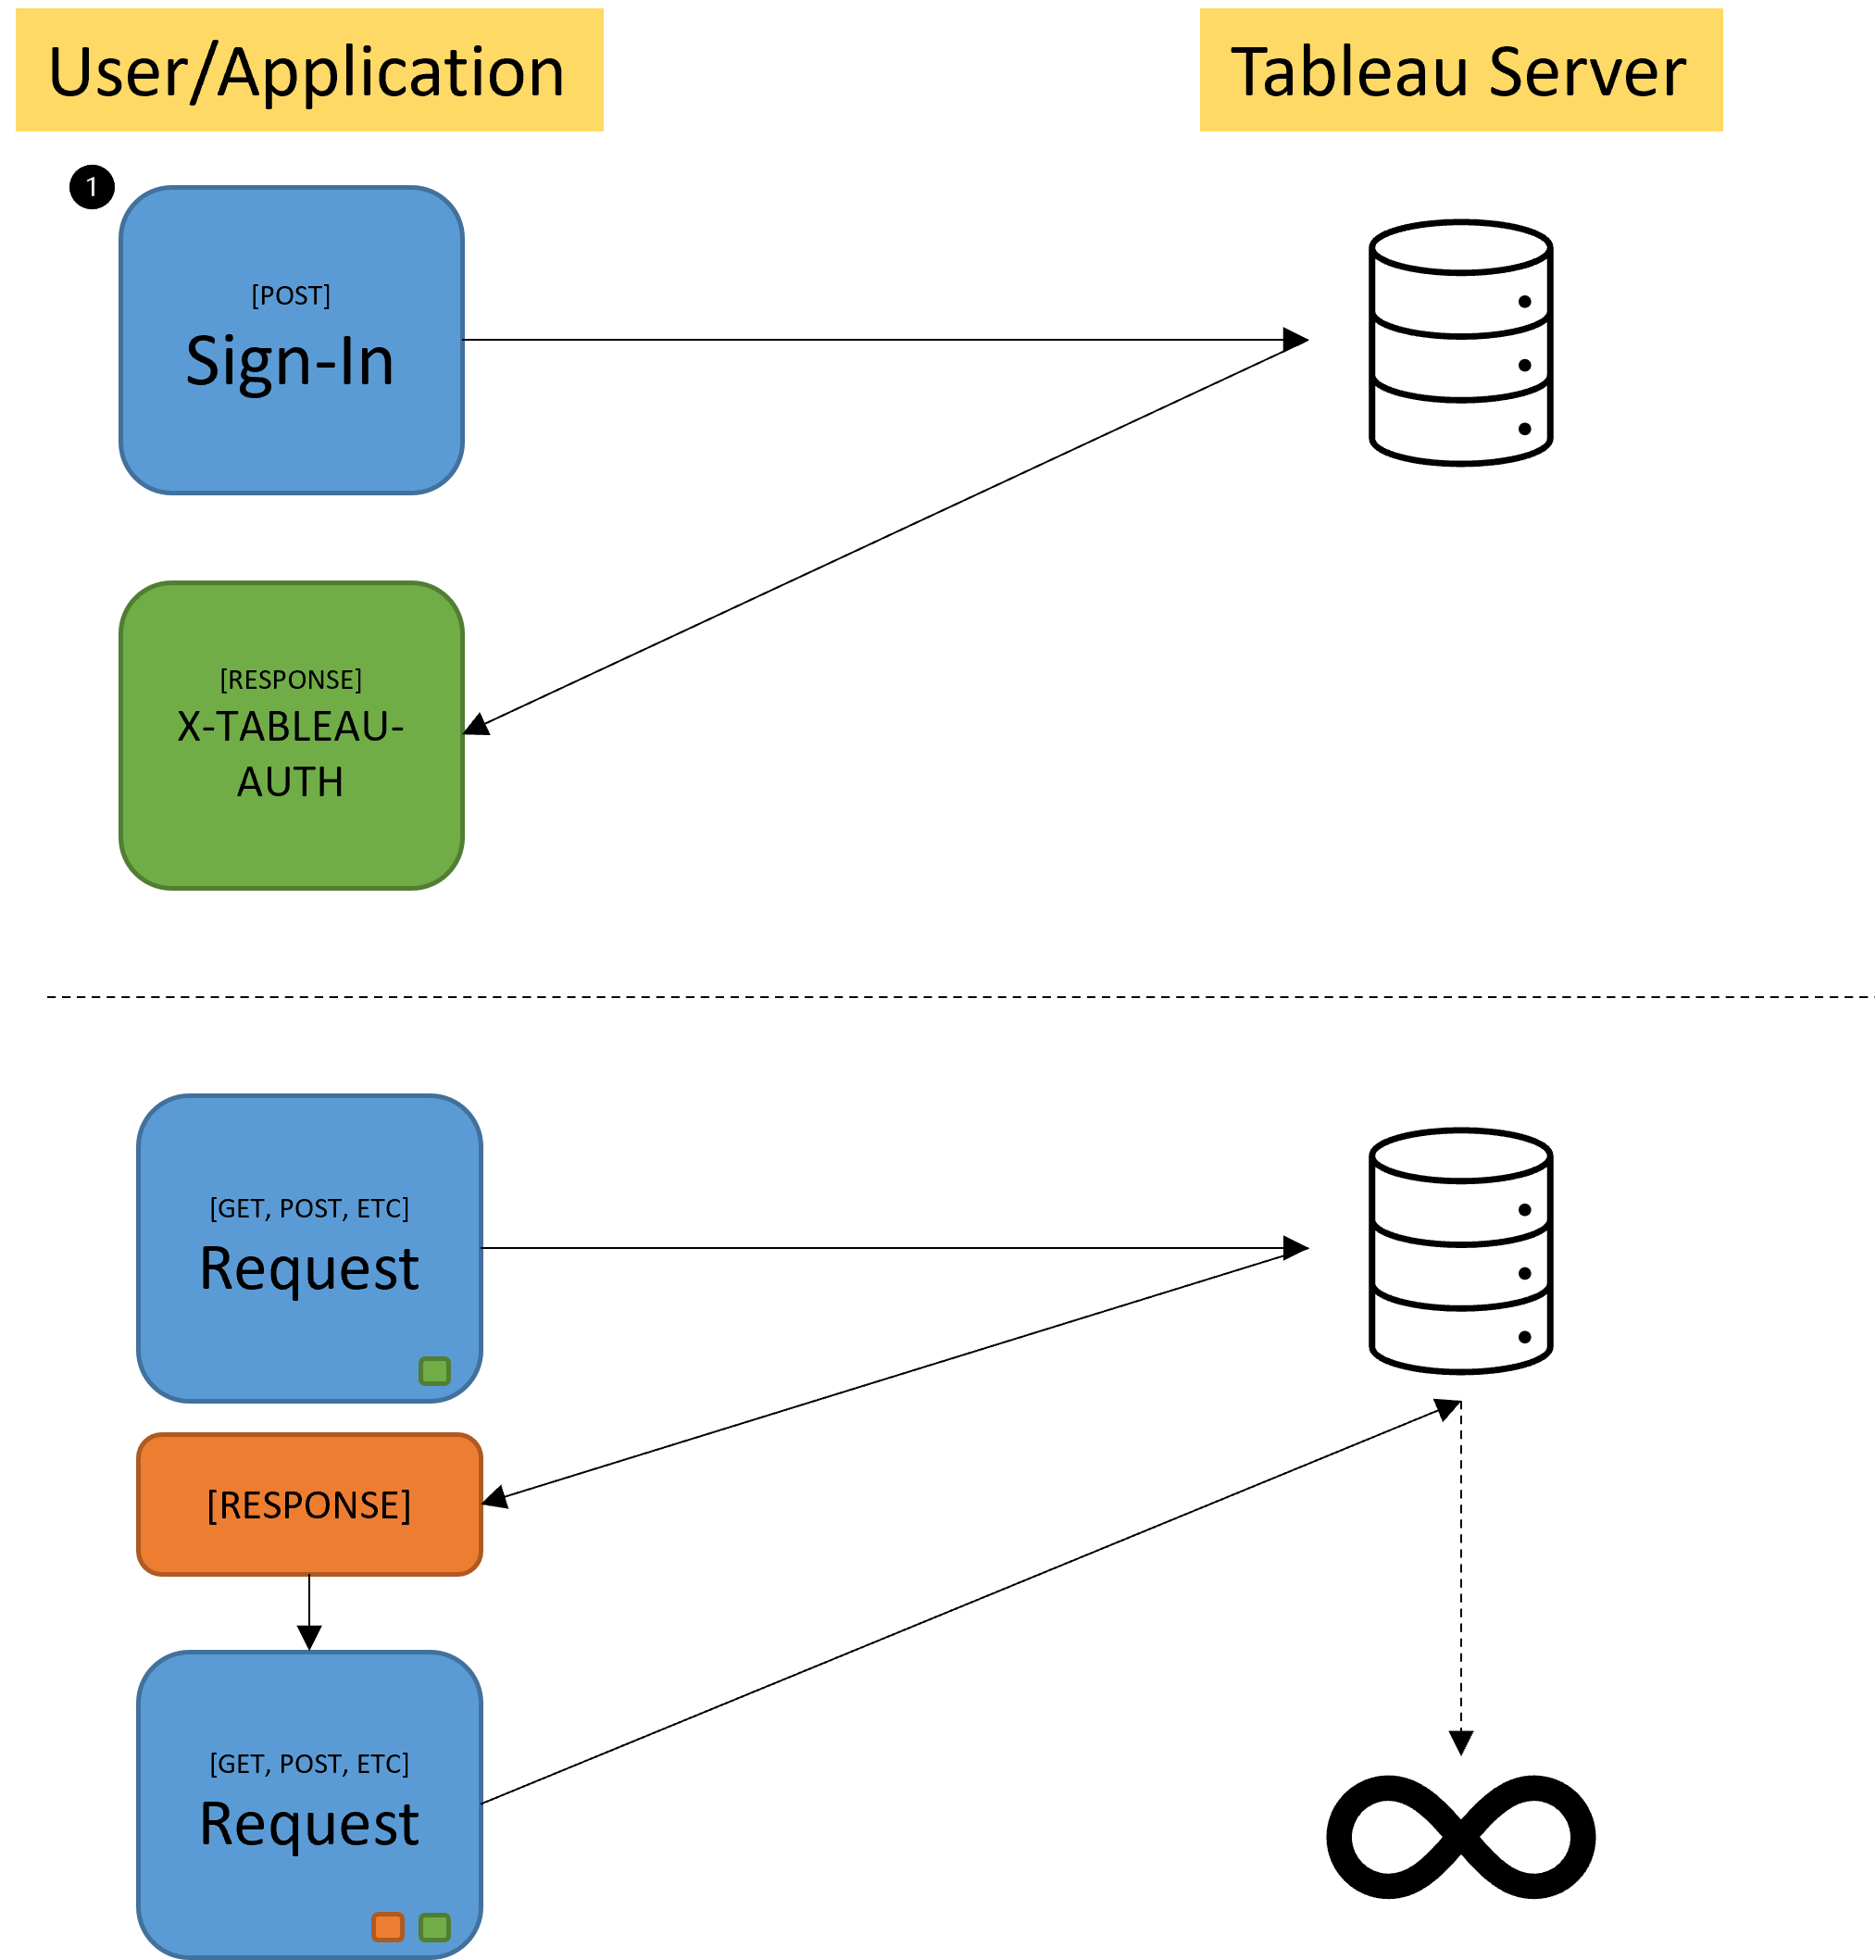 User/Application
Tableau Server
1
[POST]
Sign-In
[RESPONSE]
X-TABLEAU-
AUTH
[GET, POST, ETC]
Request
[RESPONSE]
[GET, POST, ETC]
Request